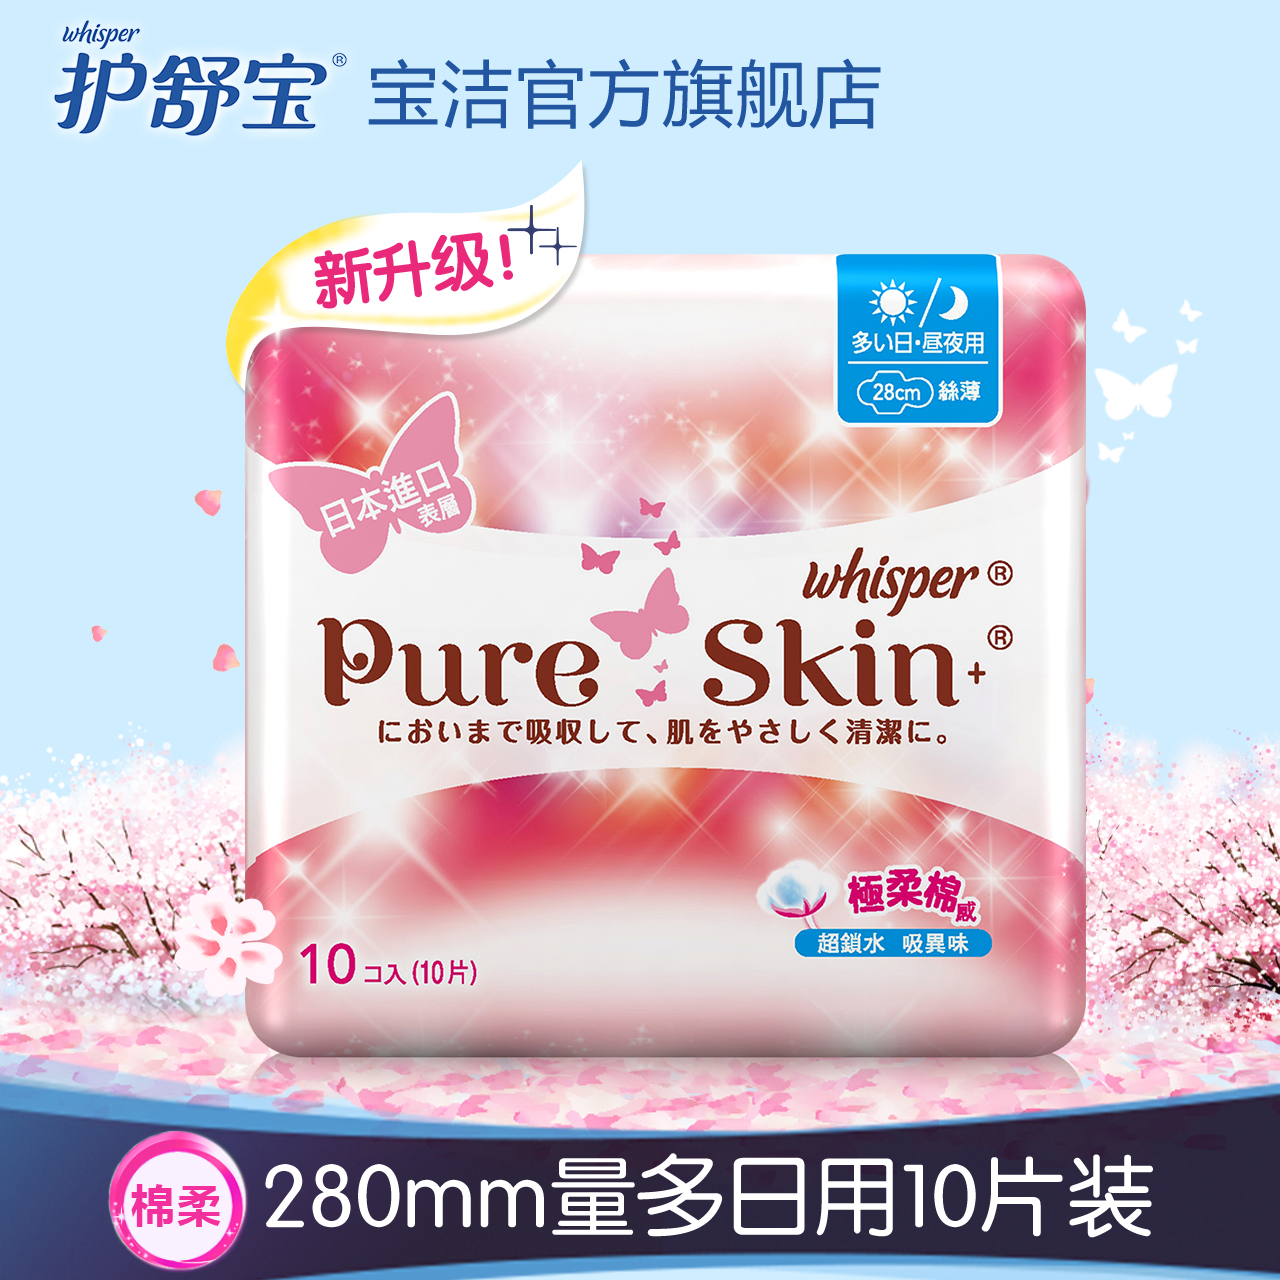 whisper
护舒宝® 宝洁官方旗舰店
新升级!
多い日·昼夜用
28cm 絲薄
日本進口
表層
whisper®
Pure Skin+®
においまで吸収して、肌をやさしく清潔に。
極柔棉感
超鎖水 吸異味
10コ入(10片)
棉柔 280mm量多日用10片装